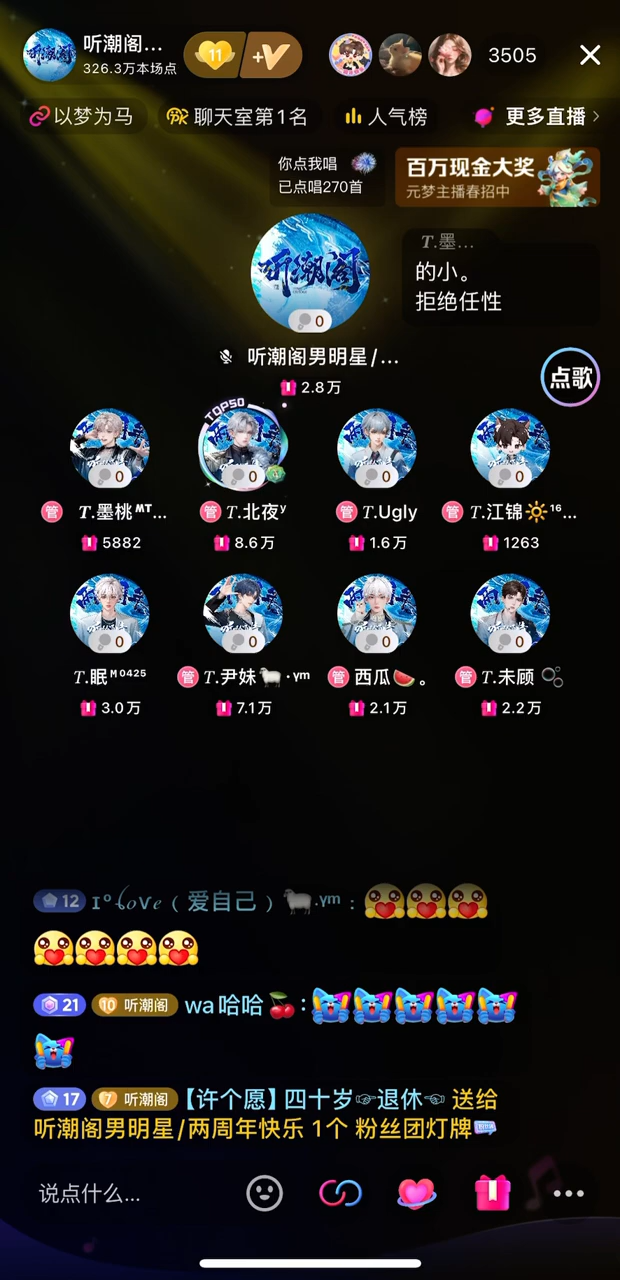 听潮阁...
326.3万本场点
11
+
3505
以梦为马
聊天室第1名
人气榜
更多直播
你点我唱
已点唱270首
百万现金大奖
元梦主播春招中
听潮阁
0
T.墨...
的小。
拒绝任性
听潮阁男明星/...
2.8万
点歌
TOP50
0
0
0
0
管 T.墨桃ᴹᵀ...
管 T.北夜ʸ
管 T.Ugly
管 T.江锦🔅¹⁶...
5882
8.6万
1.6万
1263
0
0
0
0
T.眠ᴹ⁰⁴²⁵
管 T.尹妹🐑·ʸᵐ
管 西瓜🍉。
管 T.未顾
3.0万
7.1万
2.1万
2.2万
12 I°love（爱自己）🐑.ʸᵐ：
21 10 听潮阁 wa哈哈🍒：
17 7 听潮阁 【许个愿】四十岁☞退休☜ 送给
听潮阁男明星/两周年快乐 1个 粉丝团灯牌
说点什么...